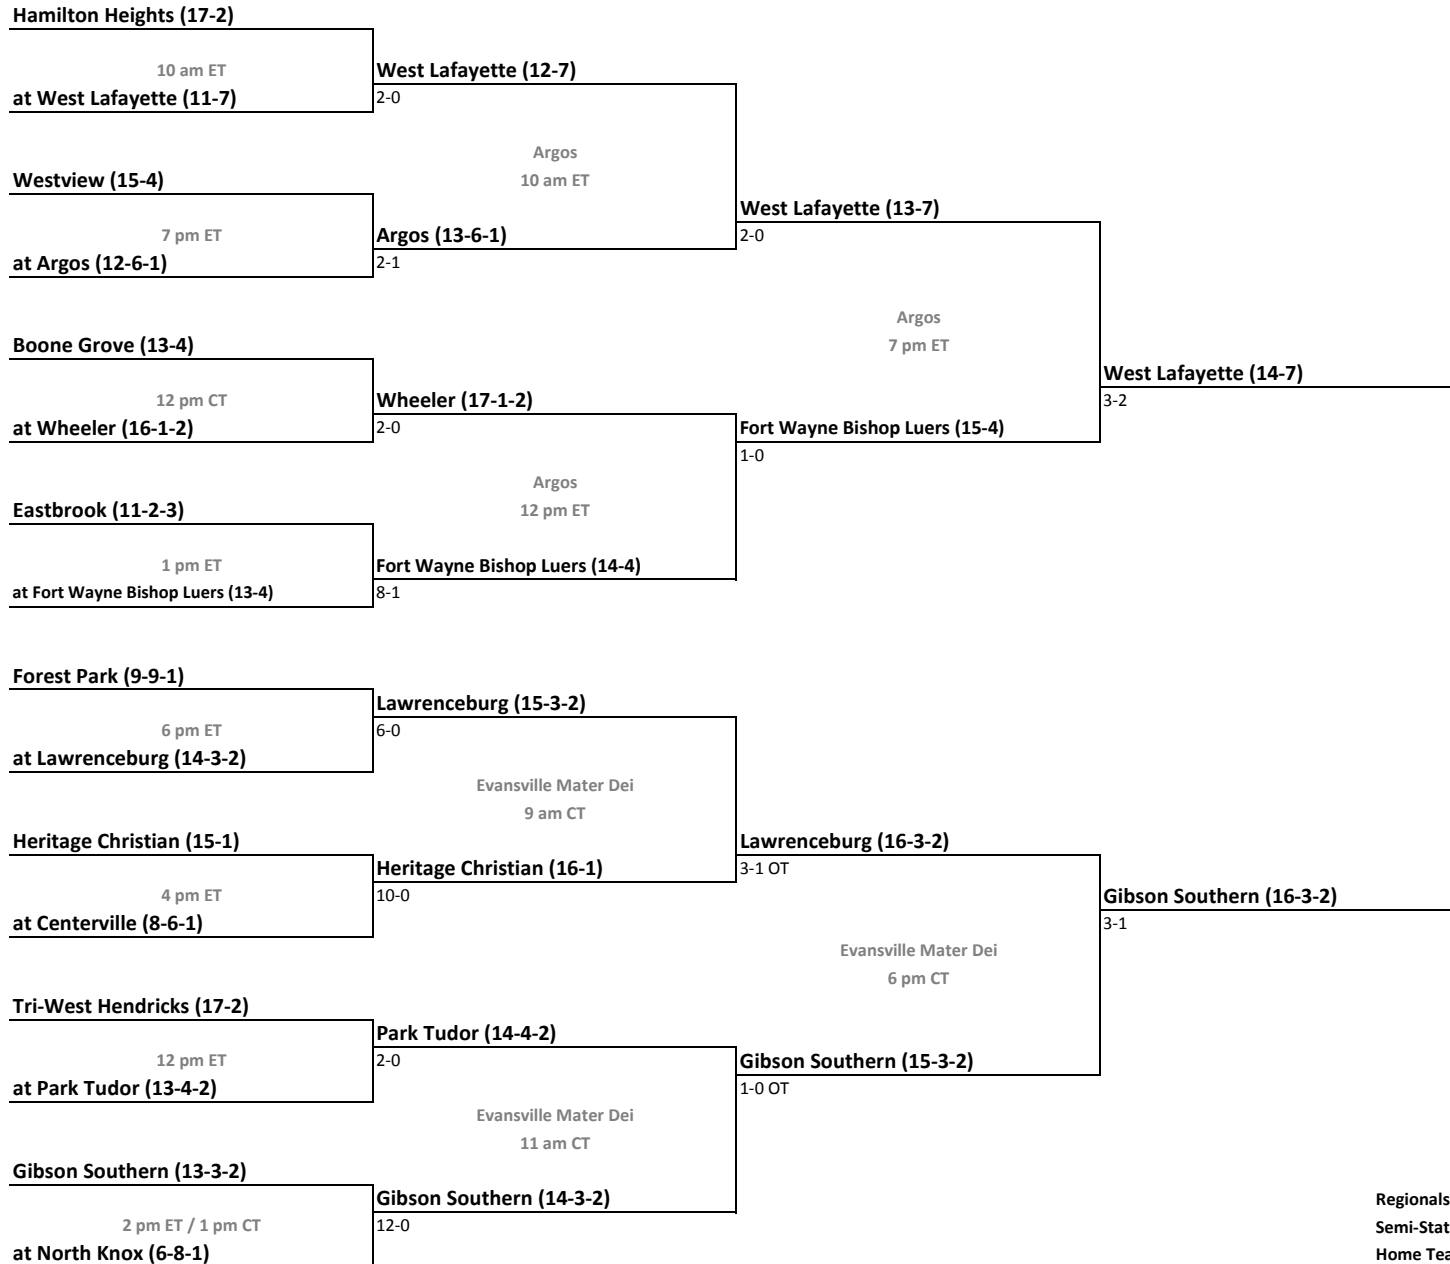 Hamilton Heights (17-2)
10 am ET
at West Lafayette (11-7)
West Lafayette (12-7)
2-0
Argos
10 am ET
Westview (15-4)
7 pm ET
at Argos (12-6-1)
Argos (13-6-1)
2-1
West Lafayette (13-7)
2-0
Argos
7 pm ET
Boone Grove (13-4)
12 pm CT
at Wheeler (16-1-2)
Wheeler (17-1-2)
2-0
Argos
12 pm ET
Eastbrook (11-2-3)
1 pm ET
at Fort Wayne Bishop Luers (13-4)
Fort Wayne Bishop Luers (14-4)
8-1
Fort Wayne Bishop Luers (15-4)
1-0
West Lafayette (14-7)
3-2
Forest Park (9-9-1)
6 pm ET
at Lawrenceburg (14-3-2)
Lawrenceburg (15-3-2)
6-0
Evansville Mater Dei
9 am CT
Heritage Christian (15-1)
4 pm ET
at Centerville (8-6-1)
Heritage Christian (16-1)
10-0
Lawrenceburg (16-3-2)
3-1 OT
Evansville Mater Dei
6 pm CT
Tri-West Hendricks (17-2)
12 pm ET
at Park Tudor (13-4-2)
Park Tudor (14-4-2)
2-0
Evansville Mater Dei
11 am CT
Gibson Southern (13-3-2)
2 pm ET / 1 pm CT
at North Knox (6-8-1)
Gibson Southern (14-3-2)
12-0
Gibson Southern (15-3-2)
1-0 OT
Gibson Southern (16-3-2)
3-1
Regionals
Semi-Stat
Home Tea